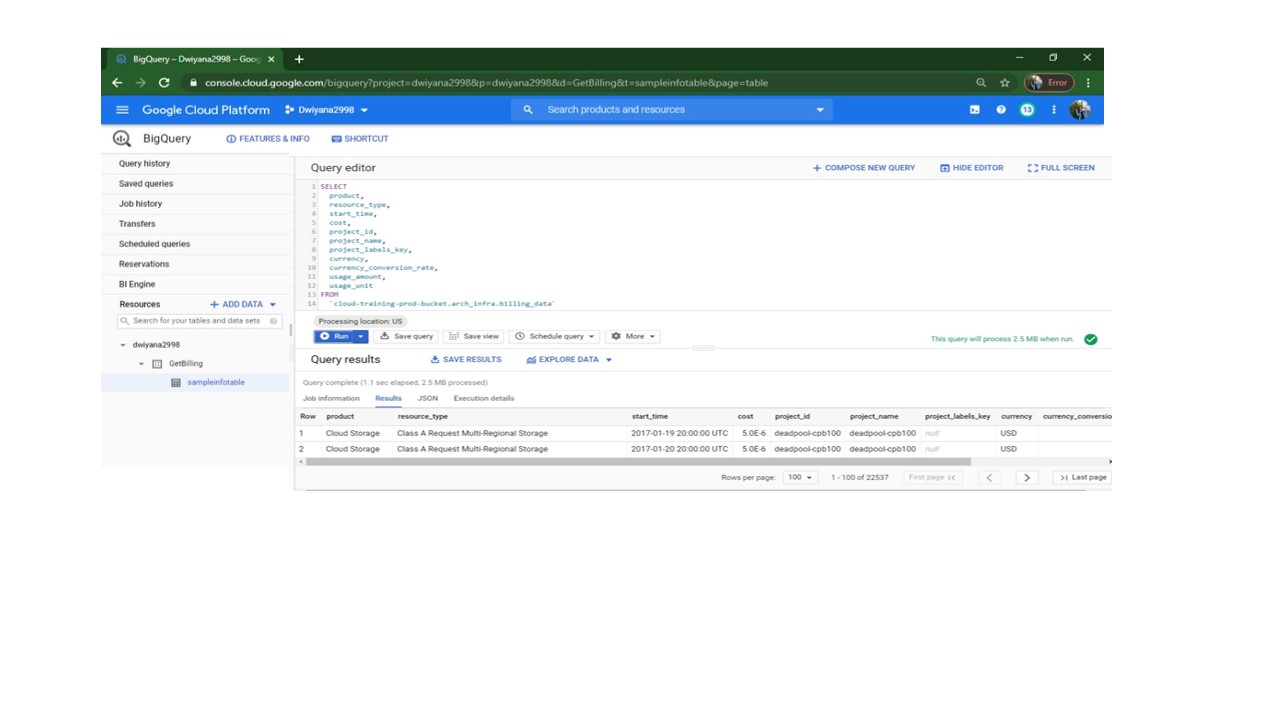 BigQuery – Dwiyana2998 – Goog
console.cloud.google.com/bigquery?project=dwiyana2998&p=dwiyana2998&d=GetBilling&t=sampleinfotable&page=table
Error
Google Cloud Platform Dwiyana2998 Search products and resources 13
BigQuery FEATURES & INFO SHORTCUT
Query history
Saved queries
Job history
Transfers
Scheduled queries
Reservations
BI Engine
Resources + ADD DATA
Search for your tables and data sets
dwiyana2998
GetBilling
sampleinfotable
Query editor + COMPOSE NEW QUERY HIDE EDITOR FULL SCREEN
1 SELECT
2 product,
3 resource_type,
4 start_time,
5 cost,
6 project_id,
7 project_name,
8 project_labels_key,
9 currency,
10 currency_conversion_rate,
11 usage_amount,
12 usage_unit
13 FROM
14 `cloud-training-prod-bucket.arch_infra.billing_data`
Processing location: US
Run Save query Save view Schedule query More
This query will process 2.5 MB when run.
Query results SAVE RESULTS EXPLORE DATA
Query complete (1.1 sec elapsed, 2.5 MB processed)
Job information Results JSON Execution details
Row product resource_type start_time cost project_id project_name project_labels_key currency currency_conversio
1 Cloud Storage Class A Request Multi-Regional Storage 2017-01-19 20:00:00 UTC 5.0E-6 deadpool-cpb100 deadpool-cpb100 null USD
2 Cloud Storage Class A Request Multi-Regional Storage 2017-01-20 20:00:00 UTC 5.0E-6 deadpool-cpb100 deadpool-cpb100 null USD
Rows per page: 100 1 - 100 of 22537 First page Last page